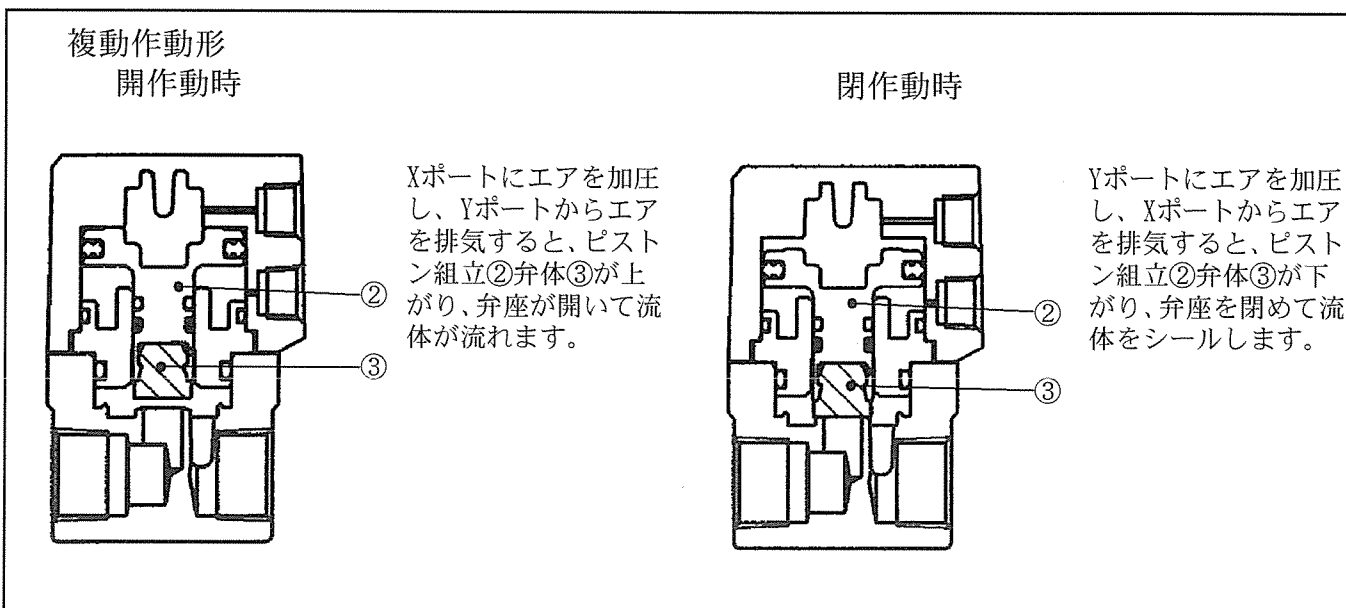 複動作動形
開作動時
Xポートにエアを加圧
し、Yポートからエア
を排気すると、ピスト
ン組立②弁体③が上
がり、弁座が開いて流
体が流れます。
②
③
閉作動時
Yポートにエアを加圧
し、Xポートからエア
を排気すると、ピスト
ン組立②弁体③が下
がり、弁座を閉めて流
体をシールします。
②
③